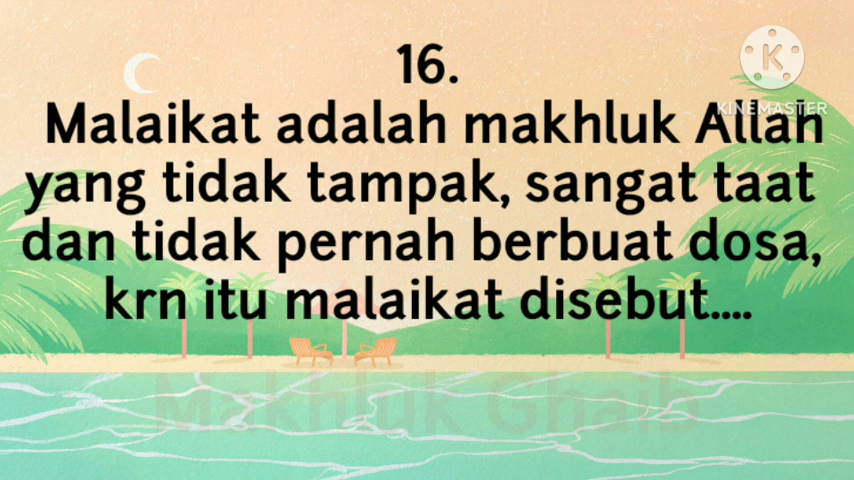 16.
KINEMASTER
Malaikat adalah makhluk Allah
yang tidak tampak, sangat taat
dan tidak pernah berbuat dosa,
krn itu malaikat disebut....
Makhluk Ghaib